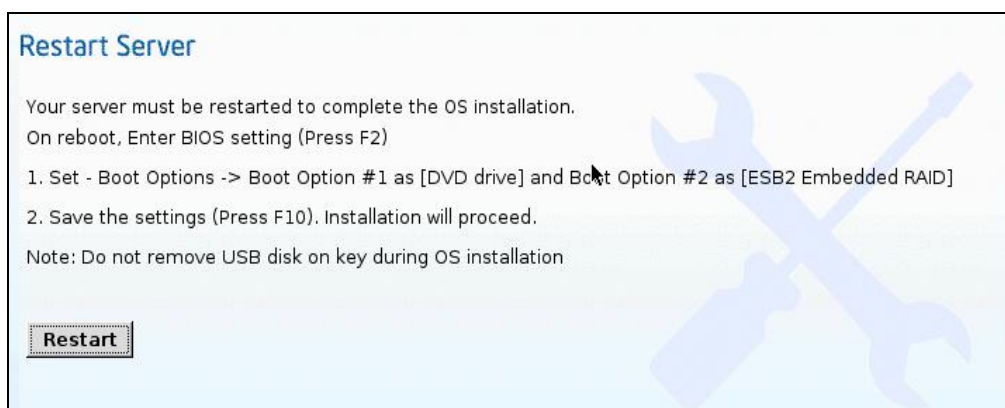 Restart Server
Your server must be restarted to complete the OS installation.
On reboot, Enter BIOS setting (Press F2)
1. Set - Boot Options -> Boot Option #1 as [DVD drive] and Boot Option #2 as [ESB2 Embedded RAID]
2. Save the settings (Press F10). Installation will proceed.
Note: Do not remove USB disk on key during OS installation
Restart